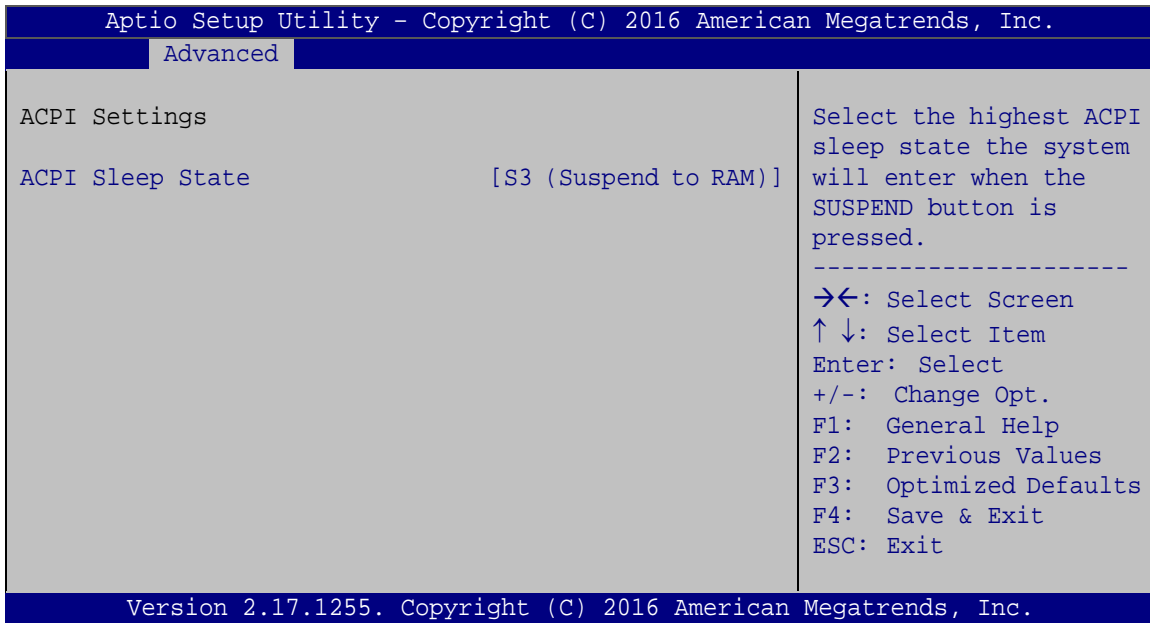 Aptio Setup Utility – Copyright (C) 2016 American Megatrends, Inc.
Advanced
ACPI Settings
ACPI Sleep State [S3 (Suspend to RAM)]
Select the highest ACPI
sleep state the system
will enter when the
SUSPEND button is
pressed.
----------------------
→←: Select Screen
↑ ↓: Select Item
Enter: Select
+/-: Change Opt.
F1: General Help
F2: Previous Values
F3: Optimized Defaults
F4: Save & Exit
ESC: Exit
Version 2.17.1255. Copyright (C) 2016 American Megatrends, Inc.